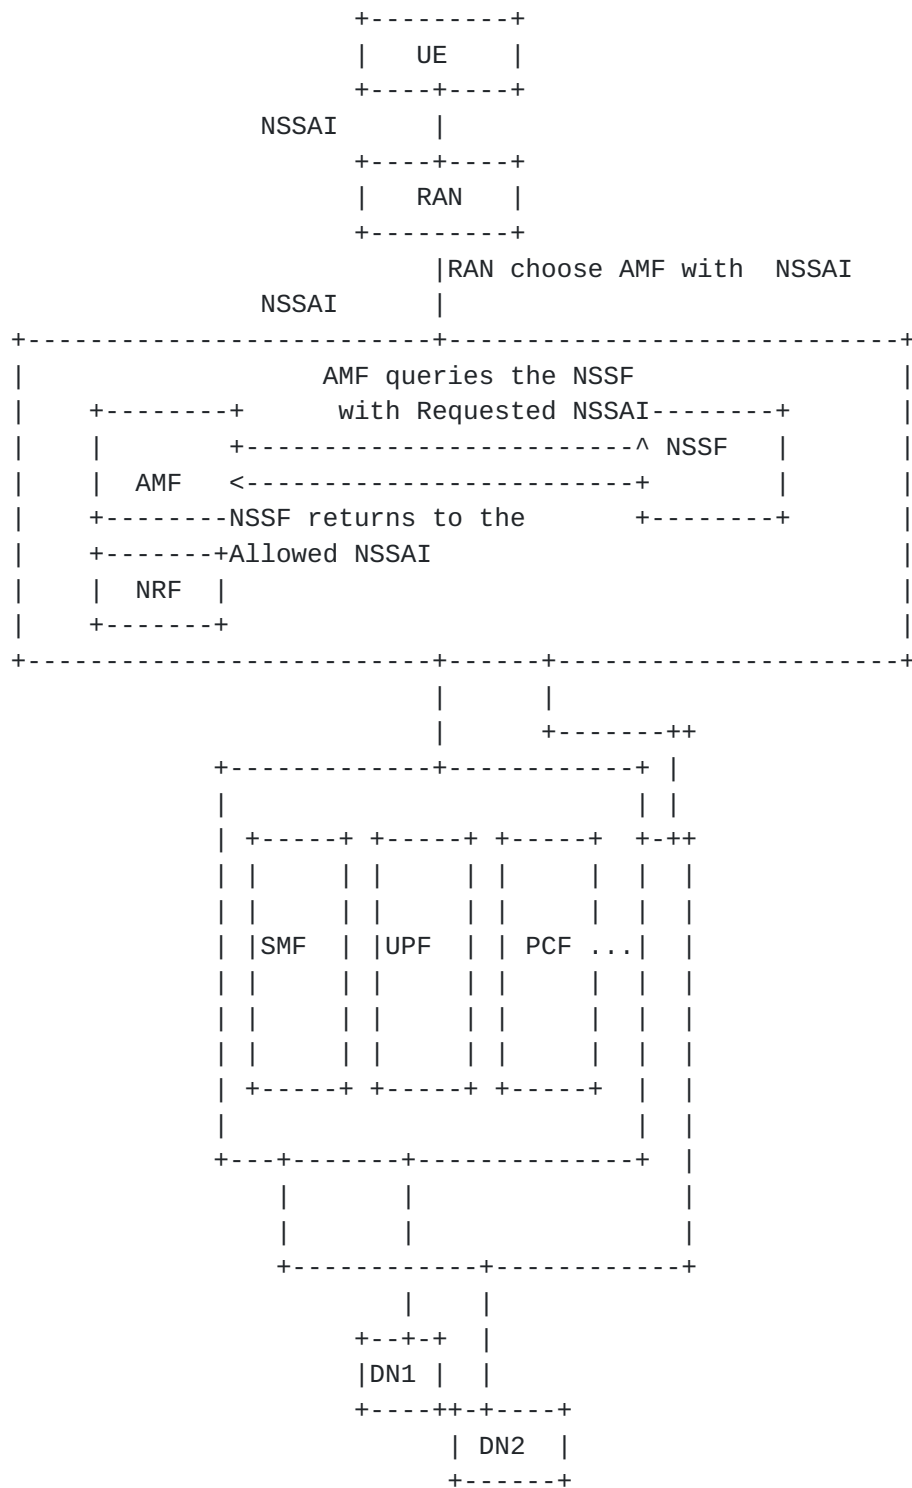 UE
NSSAI
RAN
RAN choose AMF with NSSAI
NSSAI
AMF queries the NSSF
with Requested NSSAI
NSSF
AMF
NSSF returns to the
Allowed NSSAI
NRF
SMF UPF PCF ...
DN1
DN2